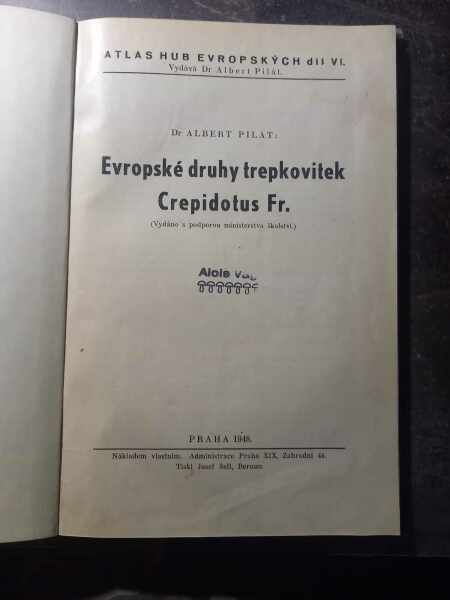 ATLAS HUB EVROPSKÝCH díl VI.
Vydává Dr Albert Pilát.
Dr ALBERT PILÁT:
Evropské druhy trepkovitek
Crepidotus Fr.
(Vydáno s podporou ministerstva školství.)
Alois
PRAHA 1948.
Nákladem vlastním. Administrace Praha XIX, Zahradní 46.
Tiskl Josef Šefl, Beroun